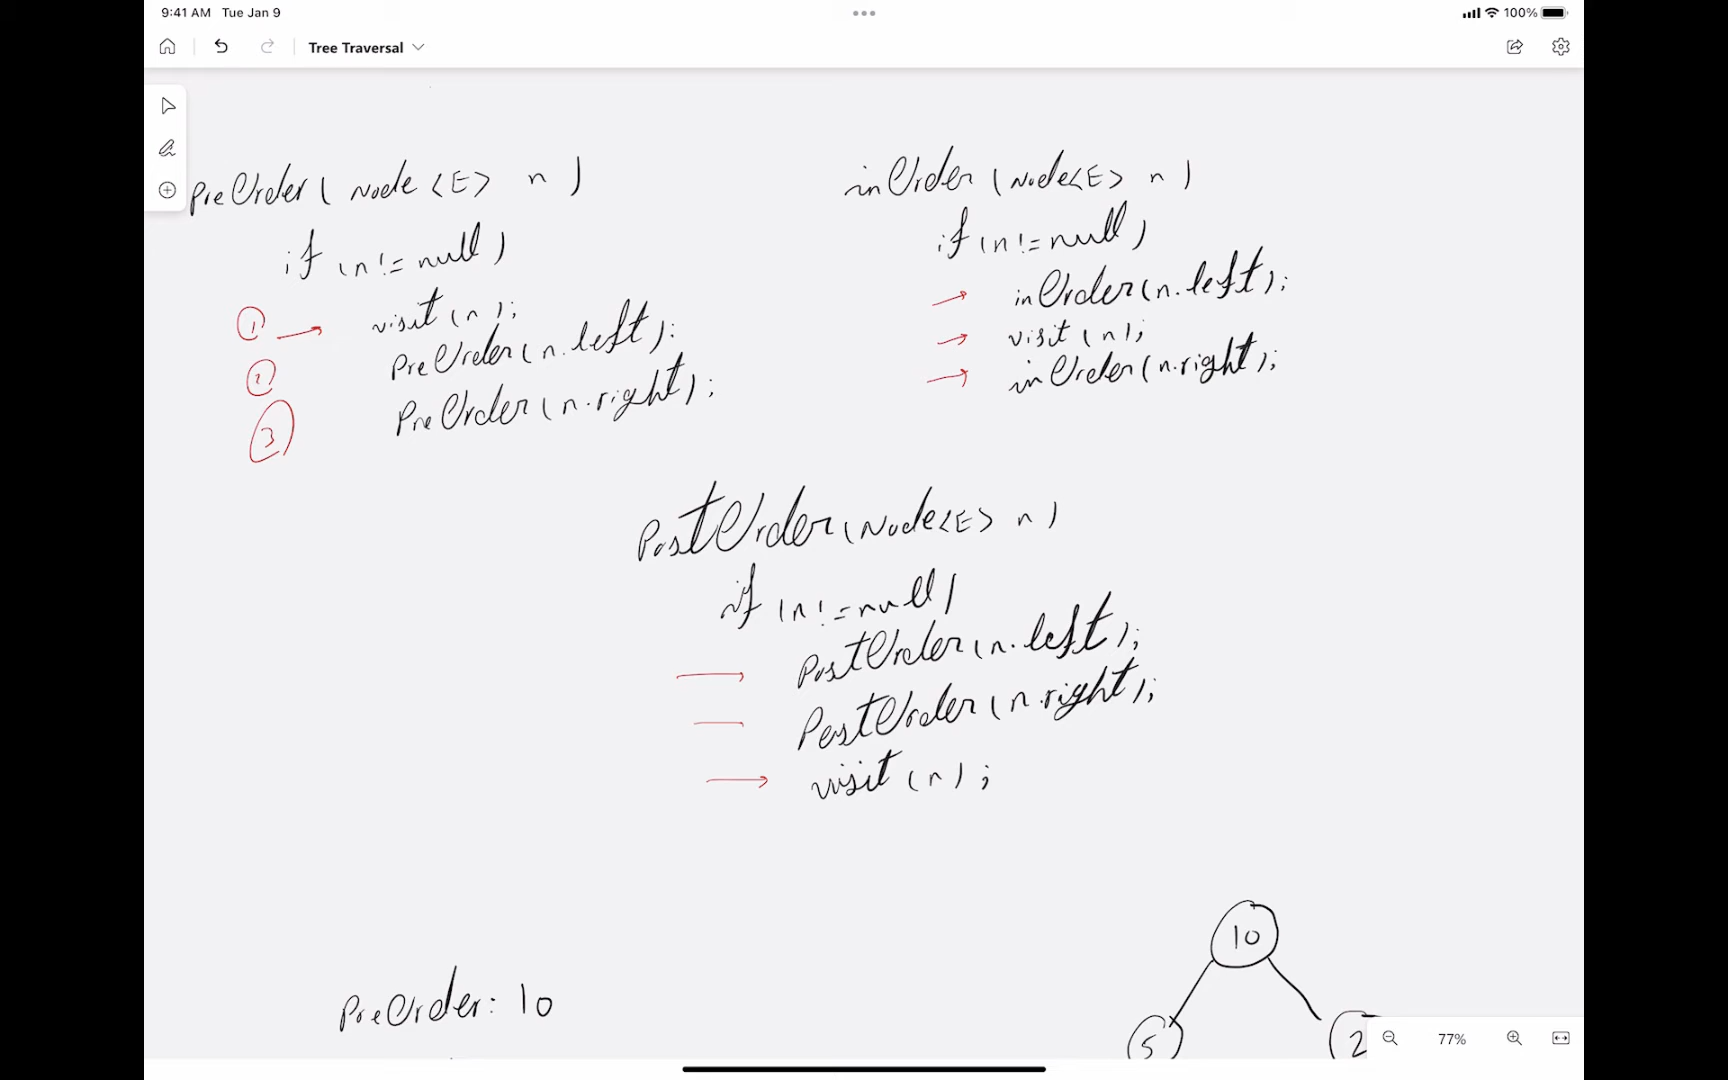 9:41 AM Tue Jan 9
100%
Tree Traversal
PreOrder( Node <E> n )
if (n != null)
① visit (n);
② PreOrder(n.left);
③ PreOrder(n.right);
inOrder (Node<E> n)
if (n != null)
inOrder(n.left);
visit (n);
inOrder(n.right);
PostOrder(Node<E> n)
if (n != null)
PostOrder(n.left);
PostOrder(n.right);
visit (n);
10
PreOrder: 10
5
2
77%